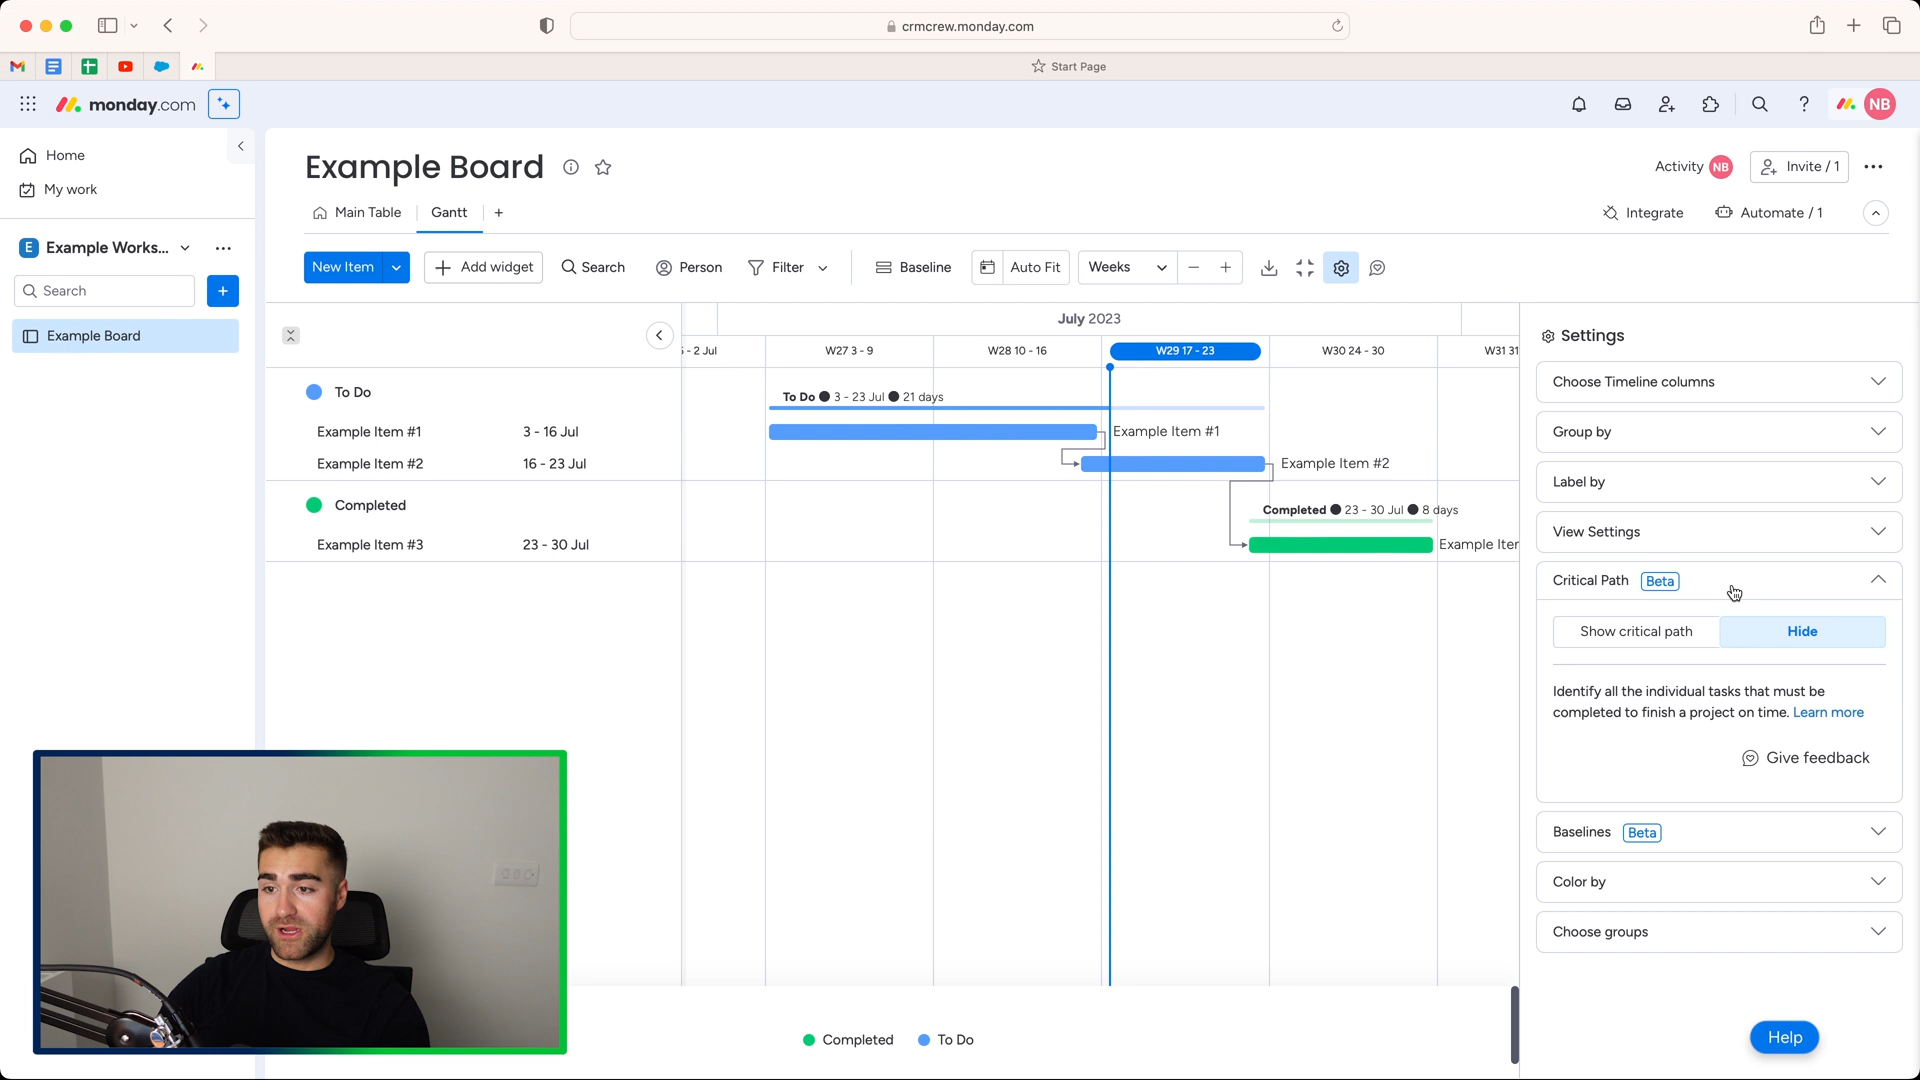 crmcrew.monday.com
Start Page
monday.com
NB
Home
My work
E Example Works...
Search
Example Board
Example Board
Activity NB
Invite / 1
Main Table
Gantt
Integrate
Automate / 1
New Item
Add widget
Search
Person
Filter
Baseline
Auto Fit
Weeks
July 2023
- 2 Jul
W27 3 - 9
W28 10 - 16
W29 17 - 23
W30 24 - 30
W31 31
To Do
To Do ● 3 - 23 Jul ● 21 days
Example Item #1
3 - 16 Jul
Example Item #1
Example Item #2
16 - 23 Jul
Example Item #2
Completed
Completed ● 23 - 30 Jul ● 8 days
Example Item #3
23 - 30 Jul
Example Iter
Completed
To Do
Settings
Choose Timeline columns
Group by
Label by
View Settings
Critical Path Beta
Show critical path
Hide
Identify all the individual tasks that must be
completed to finish a project on time. Learn more
Give feedback
Baselines Beta
Color by
Choose groups
Help